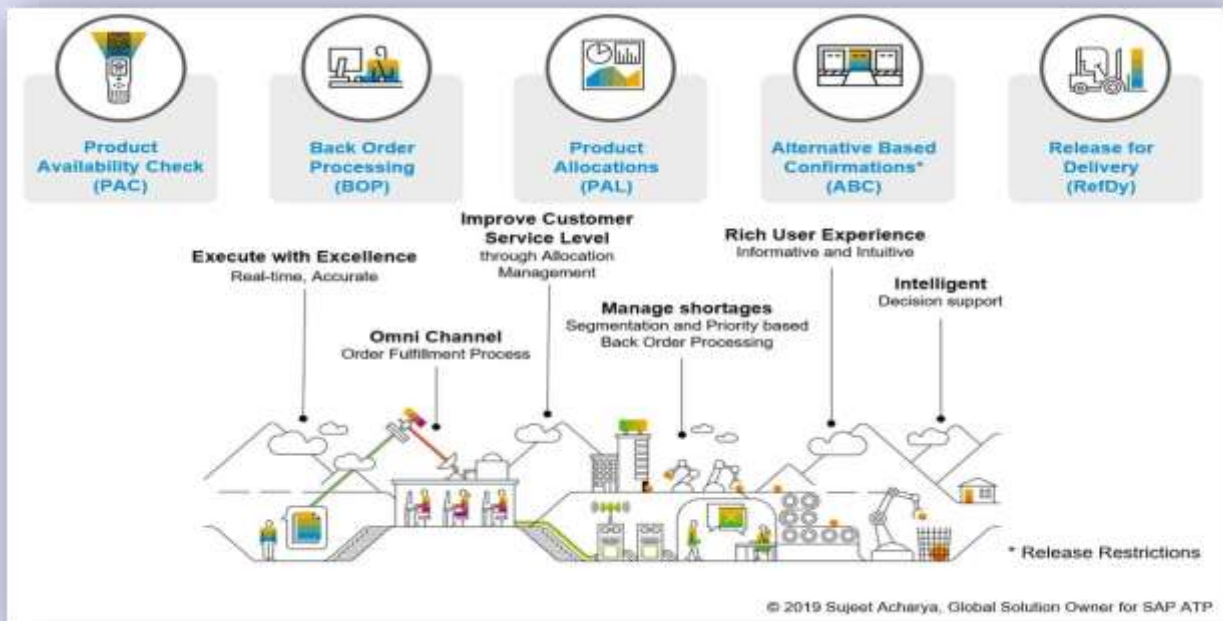 Product
Availability Check
(PAC)
Back Order
Processing
(BOP)
Product
Allocations
(PAL)
Alternative Based
Confirmations*
(ABC)
Release for
Delivery
(RefDy)
Execute with Excellence
Real-time, Accurate
Omni Channel
Order Fulfillment Process
Improve Customer
Service Level
through Allocation
Management
Manage shortages
Segmentation and Priority based
Back Order Processing
Rich User Experience
Informative and Intuitive
Intelligent
Decision support
* Release Restrictions
© 2019 Sujeet Acharya, Global Solution Owner for SAP ATP